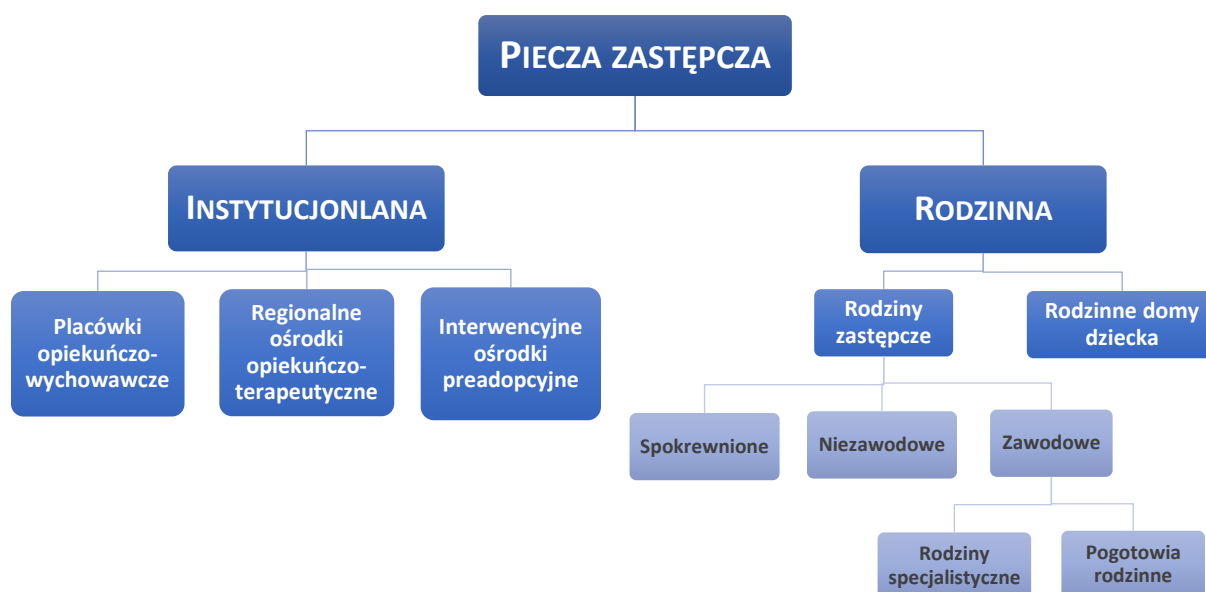 PIECZA ZASTĘPCZA
INSTYTUCJONLANA
RODZINNA
Placówki
opiekuńczo-
wychowawcze
Regionalne
ośrodki
opiekuńczo-
terapeutyczne
Interwencyjne
ośrodki
preadopcyjne
Rodziny
zastępcze
Rodzinne domy
dziecka
Spokrewnione
Niezawodowe
Zawodowe
Rodziny
specjalistyczne
Pogotowia
rodzinne